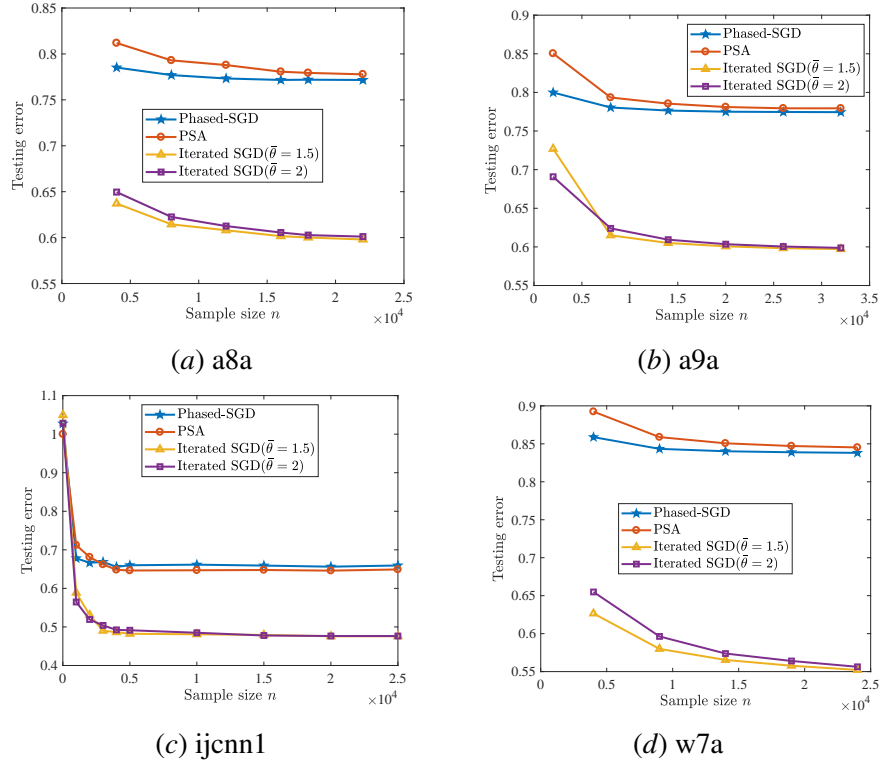 0.85
0.8
0.75
0.7
0.65
0.6
0.55
Testing error
Phased-SGD
PSA
Iterated SGD(θ̄ = 1.5)
Iterated SGD(θ̄ = 2)
0 0.5 1 1.5 2 2.5
Sample size n
×10⁴
(a) a8a
0.9
0.85
0.8
0.75
0.7
0.65
0.6
0.55
Testing error
Phased-SGD
PSA
Iterated SGD(θ̄ = 1.5)
Iterated SGD(θ̄ = 2)
0 0.5 1 1.5 2 2.5 3 3.5
Sample size n
×10⁴
(b) a9a
1.1
1
0.9
0.8
0.7
0.6
0.5
0.4
Testing error
Phased-SGD
PSA
Iterated SGD(θ̄ = 1.5)
Iterated SGD(θ̄ = 2)
0 0.5 1 1.5 2 2.5
Sample size n
×10⁴
(c) ijcnn1
0.9
0.85
0.8
0.75
0.7
0.65
0.6
0.55
Testing error
Phased-SGD
PSA
Iterated SGD(θ̄ = 1.5)
Iterated SGD(θ̄ = 2)
0 0.5 1 1.5 2 2.5
Sample size n
×10⁴
(d) w7a